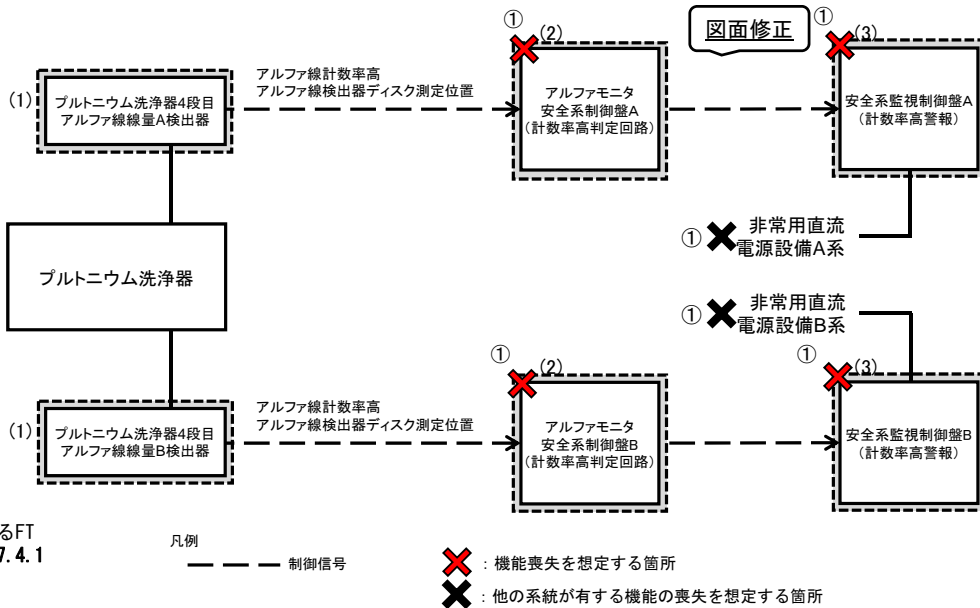 図面修正
①
(2)
①
(3)
(1)
プルトニウム洗浄器4段目
アルファ線線量A検出器
アルファ線計数率高
アルファ線検出器ディスク測定位置
アルファモニタ
安全系制御盤A
(計数率高判定回路)
安全系監視制御盤A
(計数率高警報)
①
非常用直流
電源設備A系
プルトニウム洗浄器
①
非常用直流
電源設備B系
①
(2)
①
(3)
(1)
プルトニウム洗浄器4段目
アルファ線線量B検出器
アルファ線計数率高
アルファ線検出器ディスク測定位置
アルファモニタ
安全系制御盤B
(計数率高判定回路)
安全系監視制御盤B
(計数率高警報)
るFT
7.4.1
凡例
制御信号
：機能喪失を想定する箇所
：他の系統が有する機能の喪失を想定する箇所